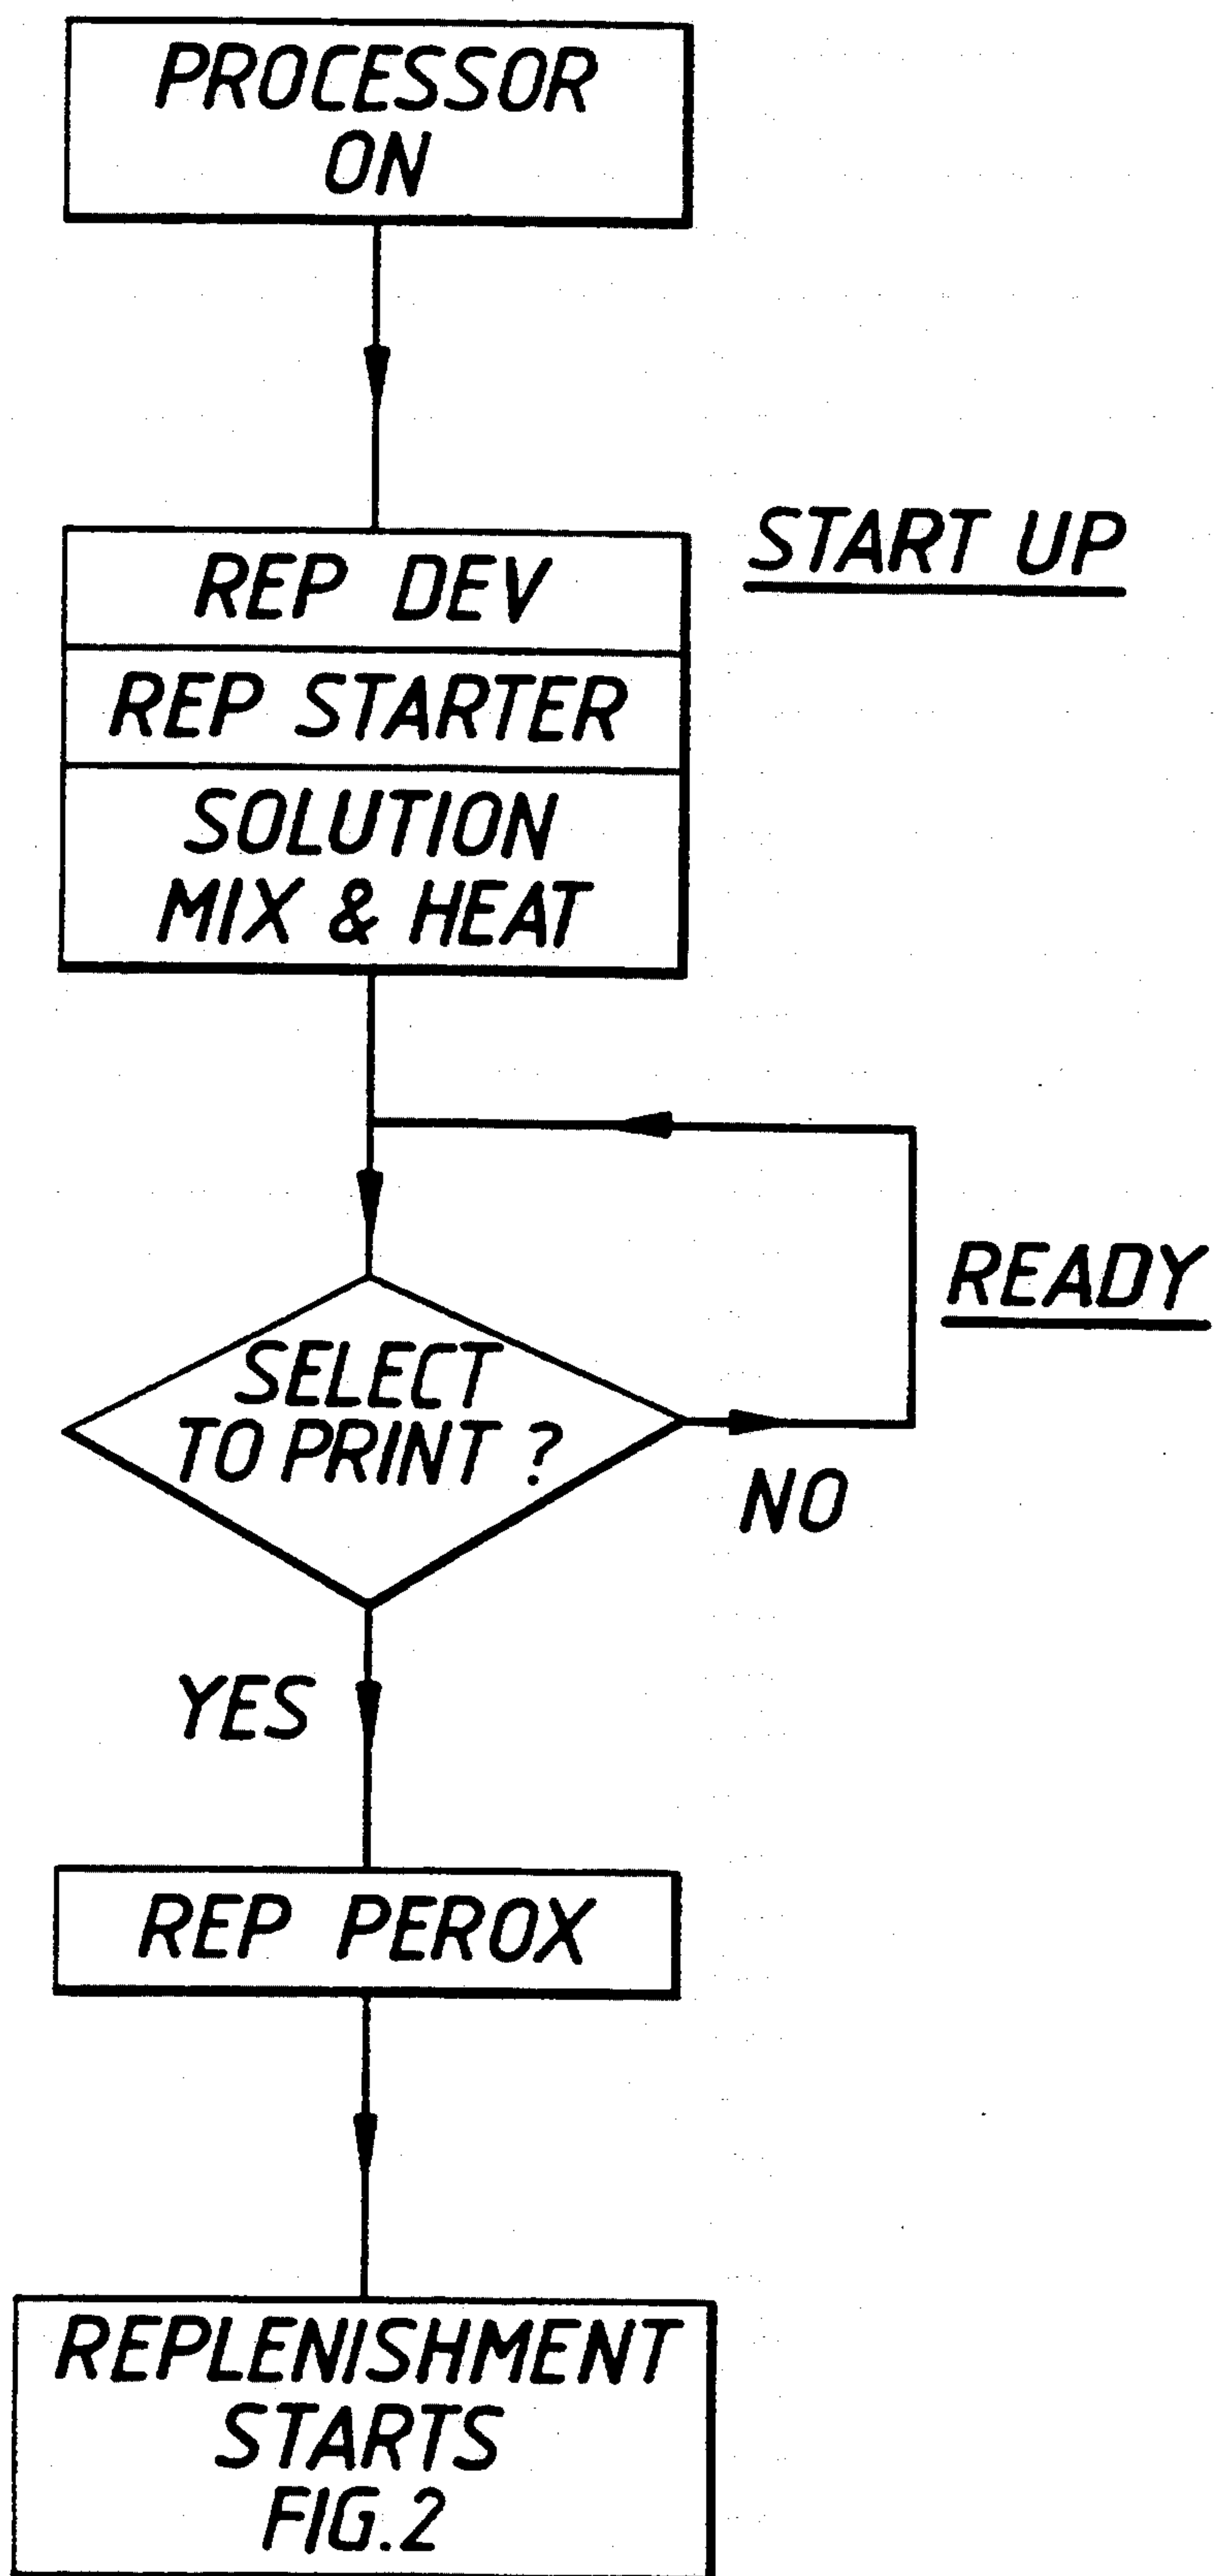 PROCESSOR
ON
START UP
REP DEV
REP STARTER
SOLUTION
MIX & HEAT
READY
SELECT
TO PRINT ?
NO
YES
REP PEROX
REPLENISHMENT
STARTS
FIG.2